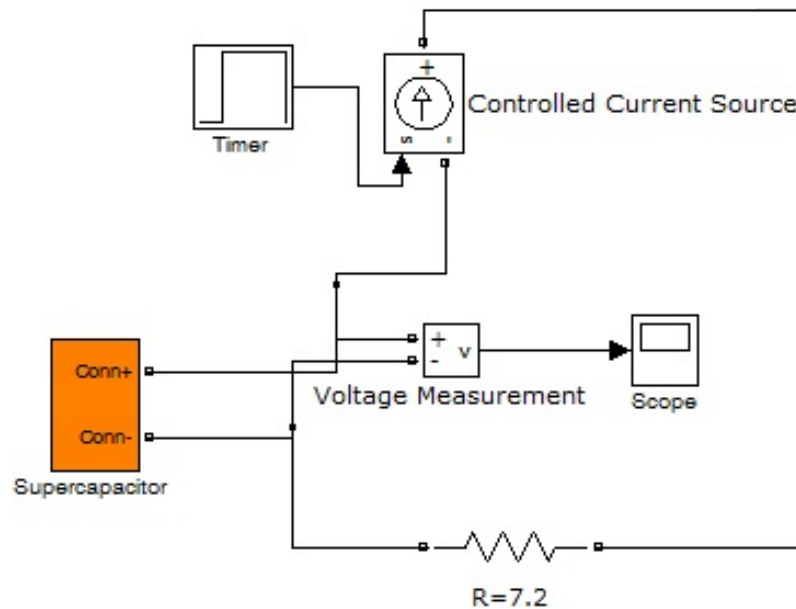 +
Controlled Current Source
s -
Timer
+
- v
Conn+
Voltage Measurement
Scope
Conn-
Supercapacitor
R=7.2